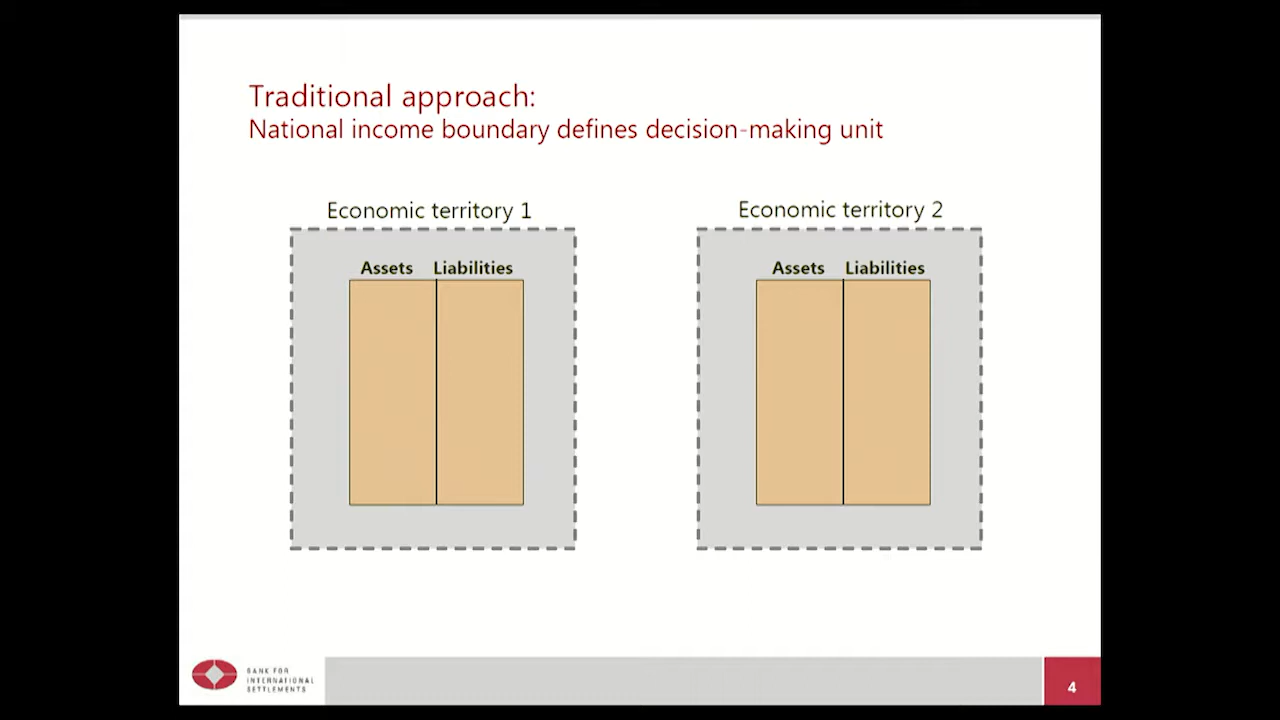 Traditional approach:
National income boundary defines decision-making unit
Economic territory 1
Assets Liabilities
Economic territory 2
Assets Liabilities
BANK FOR
INTERNATIONAL
SETTLEMENTS
4